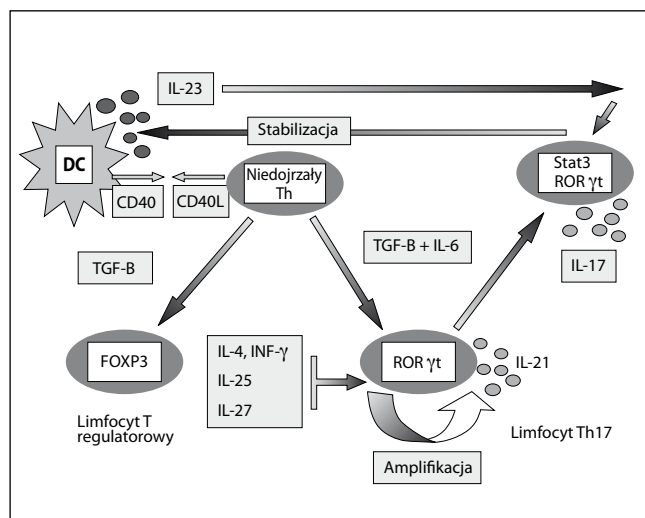 IL-23
Stabilizacja
DC
CD40
CD40L
Niedojrzały
Th
Stat3
ROR γt
IL-17
TGF-B
TGF-B + IL-6
FOXP3
Limfocyt T
regulatorowy
IL-4, INF-γ
IL-25
IL-27
ROR γt
IL-21
Limfocyt Th17
Amplifikacja